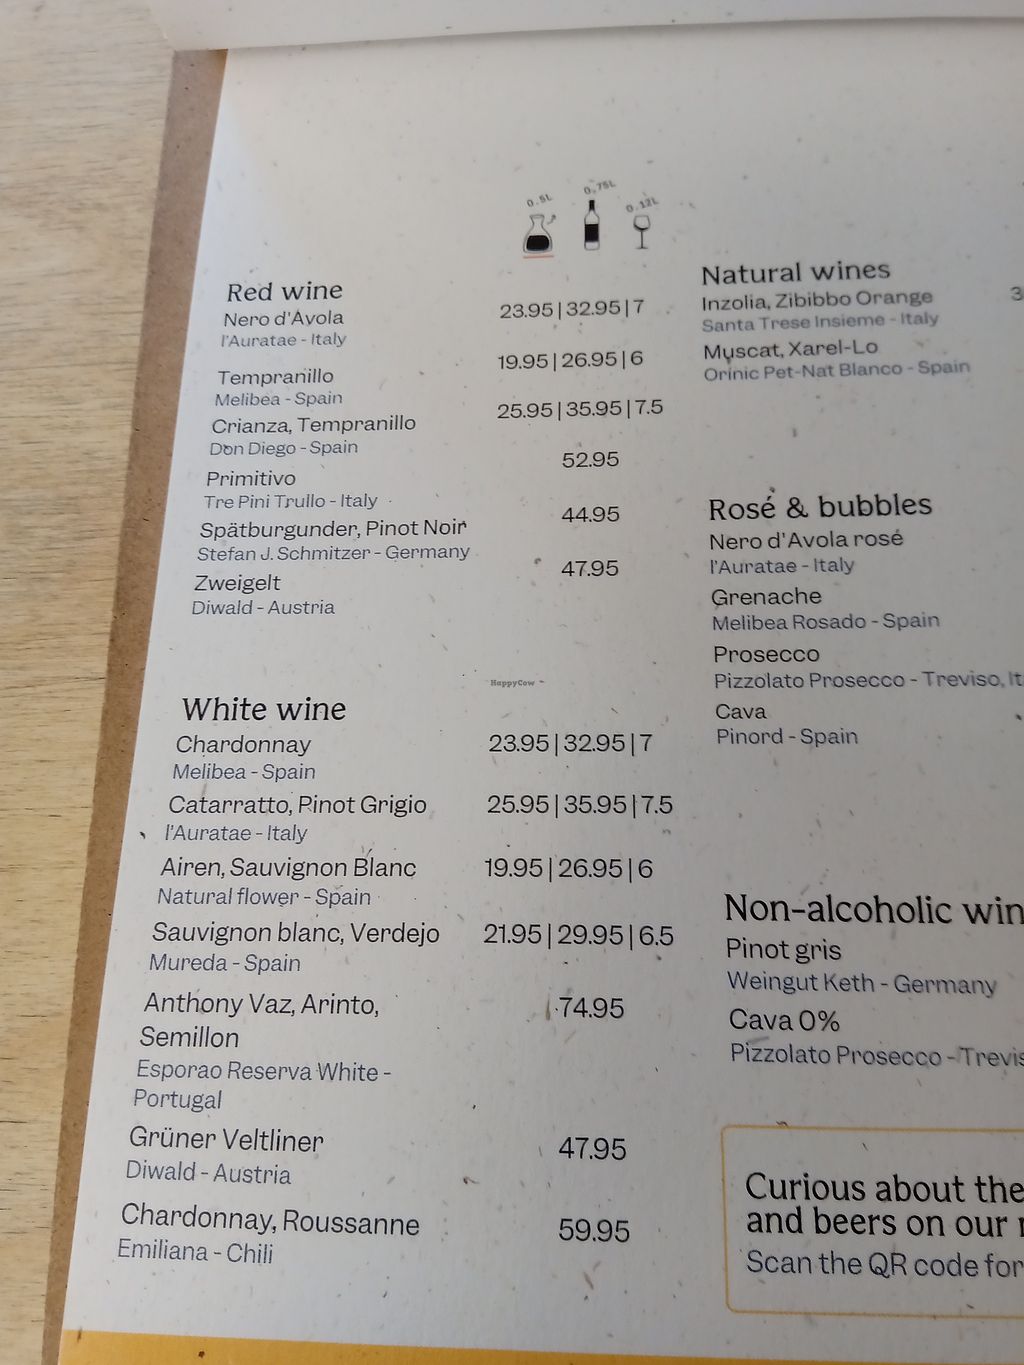 0.5L 0,75L 0.12L
Red wine
Nero d'Avola 23.95|32.95|7
l'Auratae - Italy
Tempranillo 19.95|26.95|6
Melibea - Spain
Crianza, Tempranillo 25.95|35.95|7.5
Don Diego - Spain
Primitivo 52.95
Tre Pini Trullo - Italy
Spätburgunder, Pinot Noir 44.95
Stefan J. Schmitzer - Germany
Zweigelt 47.95
Diwald - Austria
White wine
Chardonnay 23.95|32.95|7
Melibea - Spain
Catarratto, Pinot Grigio 25.95|35.95|7.5
l'Auratae - Italy
Airen, Sauvignon Blanc 19.95|26.95|6
Natural flower - Spain
Sauvignon blanc, Verdejo 21.95|29.95|6.5
Mureda - Spain
Anthony Vaz, Arinto, 74.95
Semillon
Esporao Reserva White -
Portugal
Grüner Veltliner 47.95
Diwald - Austria
Chardonnay, Roussanne 59.95
Emiliana - Chili
Natural wines
Inzolia, Zibibbo Orange 3
Santa Trese Insieme - Italy
Muscat, Xarel-Lo
Orinic Pet-Nat Blanco - Spain
Rosé & bubbles
Nero d'Avola rosé
l'Auratae - Italy
Grenache
Melibea Rosado - Spain
Prosecco
Pizzolato Prosecco - Treviso, It
Cava
Pinord - Spain
Non-alcoholic win
Pinot gris
Weingut Keth - Germany
Cava 0%
Pizzolato Prosecco - Trevis
Curious about the
and beers on our
Scan the QR code for
HappyCow